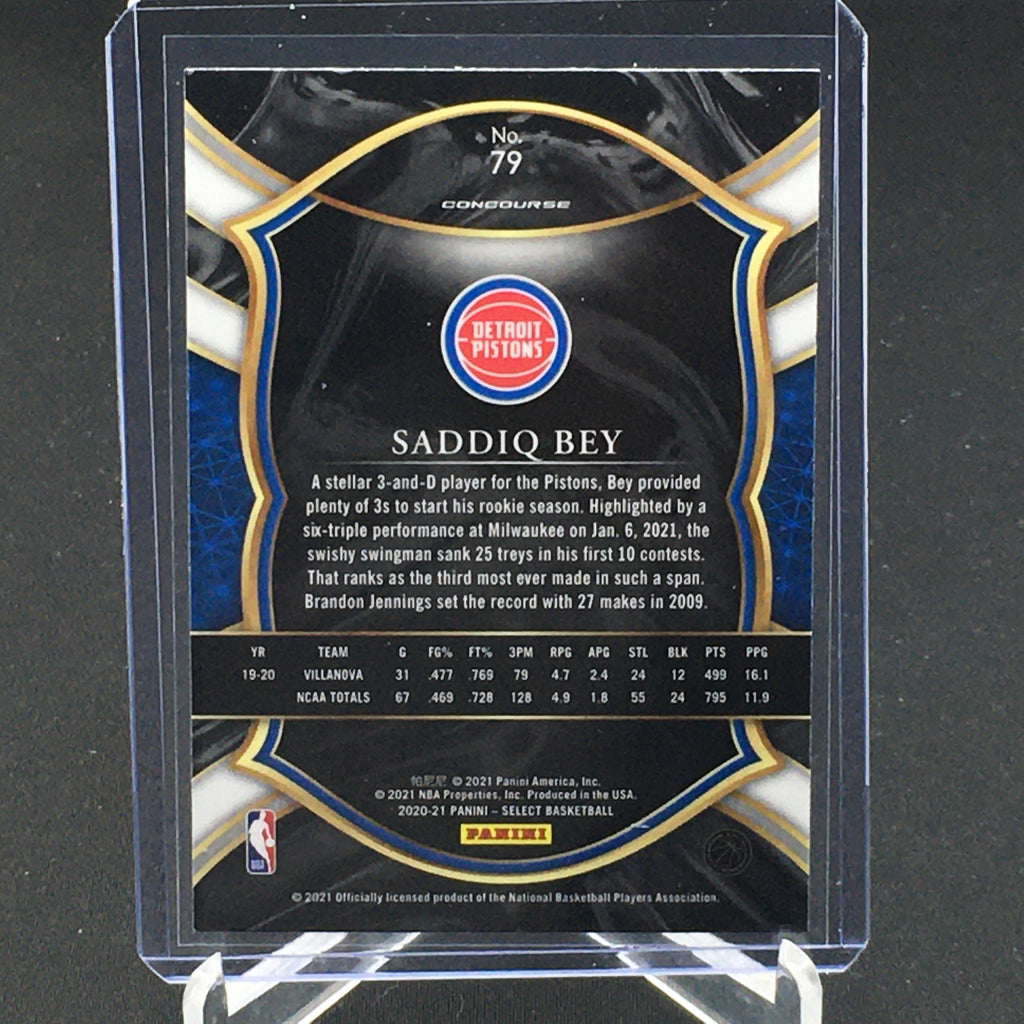 No.
79
CONCOURSE
DETROIT
PISTONS
SADDIQ BEY
A stellar 3-and-D player for the Pistons, Bey provided
plenty of 3s to start his rookie season. Highlighted by a
six-triple performance at Milwaukee on Jan. 6, 2021, the
swishy swingman sank 25 treys in his first 10 contests.
That ranks as the third most ever made in such a span.
Brandon Jennings set the record with 27 makes in 2009.
YR TEAM G FG% FT% 3PM RPG APG STL BLK PTS PPG
19-20 VILLANOVA 31 .477 .769 79 4.7 2.4 24 12 499 16.1
NCAA TOTALS 67 .469 .728 128 4.9 1.8 55 24 795 11.9
帕尼尼 © 2021 Panini America, Inc.
© 2021 NBA Properties, Inc. Produced in the USA.
2020-21 PANINI – SELECT BASKETBALL
PANINI
NBA
© 2021 Officially licensed product of the National Basketball Players Association.